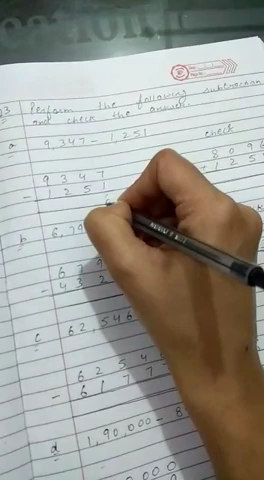 Q3 Perform the following subtraction
and check the answer.
a 9,347 - 1,251
check
9 3 4 7
- 1 2 5 1
6
8 0 9 6
+ 1 2 5
b 6,79
6 7 9
- 4 3 2
c 62,546
6 2 5 4
- 6 1 7 7
d 1,90,000 - 8